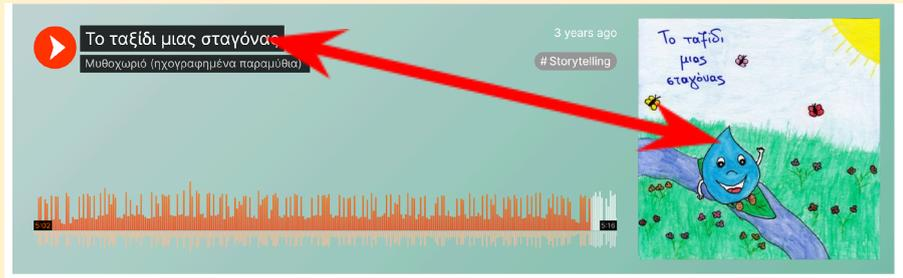 Το ταξίδι μιας σταγόνας
Μυθοχωριό (ηχογραφημένα παραμύθια)
3 years ago
# Storytelling
5:02
5:16
Το ταξίδι
μιας
σταγόνας